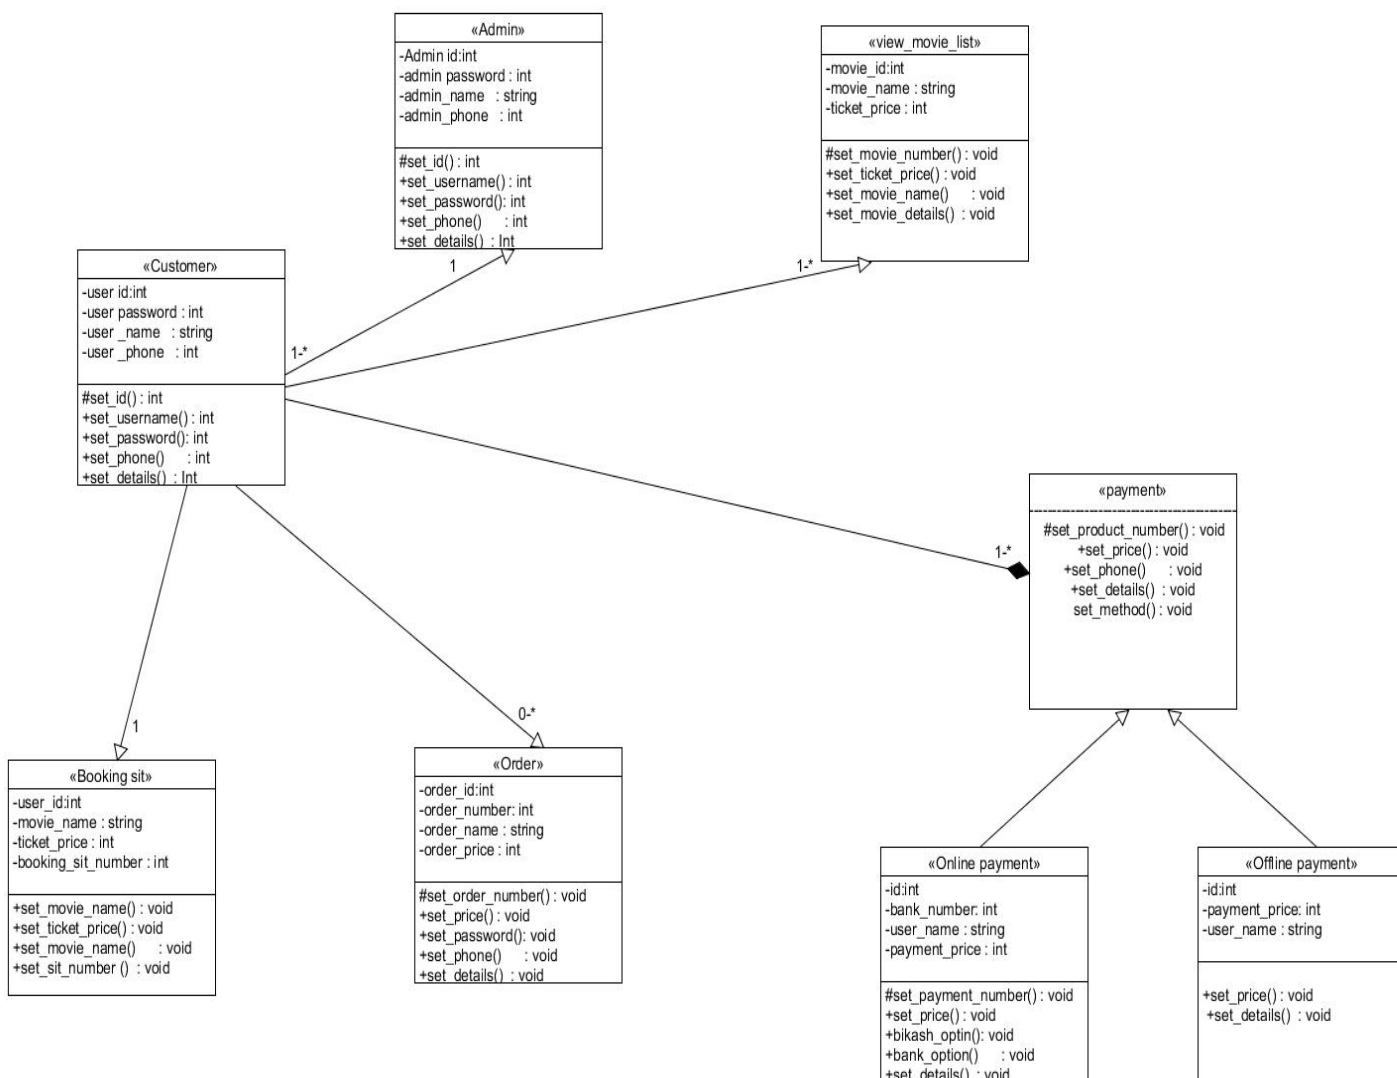 «Admin»
-Admin id:int
-admin password : int
-admin_name : string
-admin_phone : int
#set_id() : int
+set_username() : int
+set_password(): int
+set_phone() : int
+set_details() : Int
«view_movie_list»
-movie_id:int
-movie_name : string
-ticket_price : int
#set_movie_number() : void
+set_ticket_price() : void
+set_movie_name() : void
+set_movie_details() : void
1
1-*
1-*
«Customer»
-user id:int
-user password : int
-user _name : string
-user _phone : int
#set_id() : int
+set_username() : int
+set_password(): int
+set_phone() : int
+set_details() : Int
«payment»
#set_product_number() : void
+set_price() : void
+set_phone() : void
+set_details() : void
set_method() : void
1-*
1
0-*
«Booking sit»
-user_id:int
-movie_name : string
-ticket_price : int
-booking_sit_number : int
+set_movie_name() : void
+set_ticket_price() : void
+set_movie_name() : void
+set_sit_number () : void
«Order»
-order_id:int
-order_number: int
-order_name : string
-order_price : int
#set_order_number() : void
+set_price() : void
+set_password(): void
+set_phone() : void
+set_details() : void
«Online payment»
-id:int
-bank_number: int
-user_name : string
-payment_price : int
#set_payment_number() : void
+set_price() : void
+bikash_optin(): void
+bank_option() : void
+set_details() : void
«Offline payment»
-id:int
-payment_price: int
-user_name : string
+set_price() : void
+set_details() : void